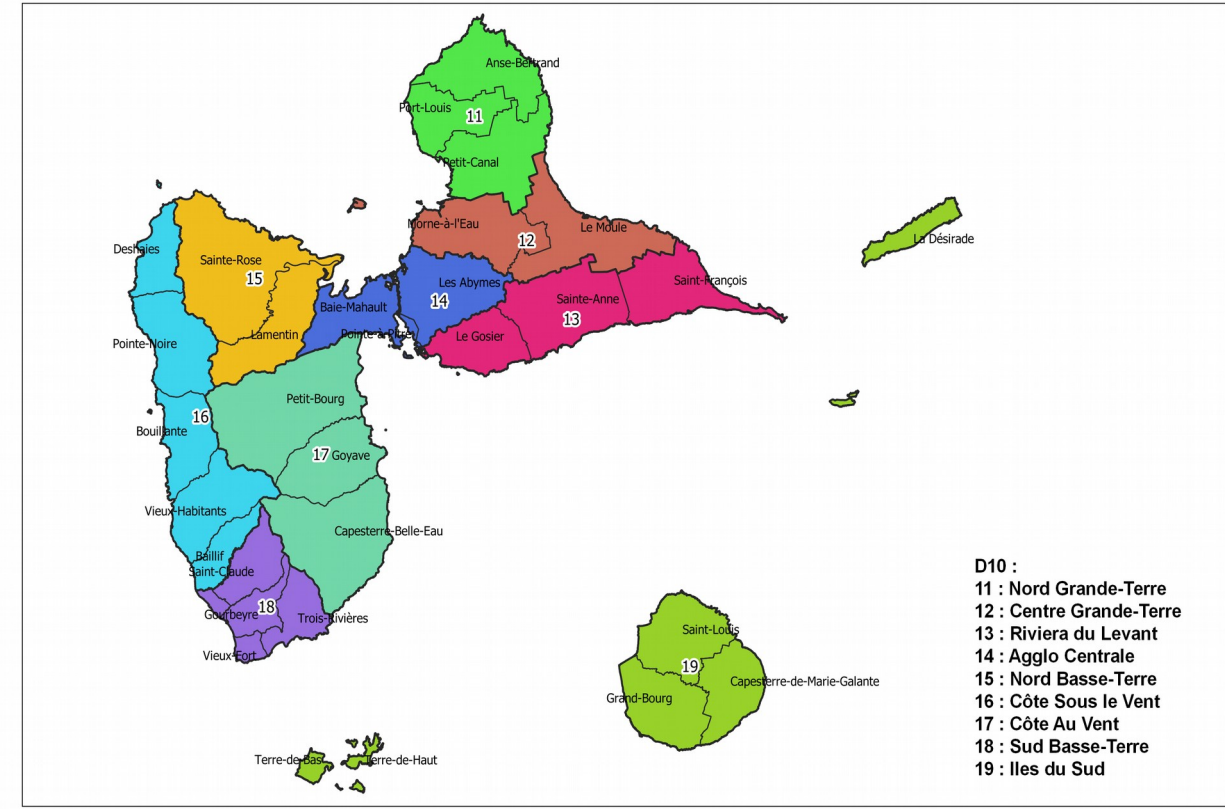 Anse-Bertrand
Port-Louis
11
Petit-Canal
Morne-à-l'Eau
Le Moule
12
Deshaies
La Désirade
Sainte-Rose
15
Les Abymes
Saint-François
14
Sainte-Anne
Baie-Mahault
13
Lamentin
Pointe-à-Pitre
Le Gosier
Pointe-Noire
Petit-Bourg
16
Bouillante
17 Goyave
Vieux-Habitants
Capesterre-Belle-Eau
Baillif
Saint-Claude
18
Gourbeyre
Trois-Rivières
Vieux-Fort
Saint-Louis
19
Capesterre-de-Marie-Galante
Grand-Bourg
Terre-de-Bas
Terre-de-Haut
D10 :
11 : Nord Grande-Terre
12 : Centre Grande-Terre
13 : Riviera du Levant
14 : Agglo Centrale
15 : Nord Basse-Terre
16 : Côte Sous le Vent
17 : Côte Au Vent
18 : Sud Basse-Terre
19 : Iles du Sud